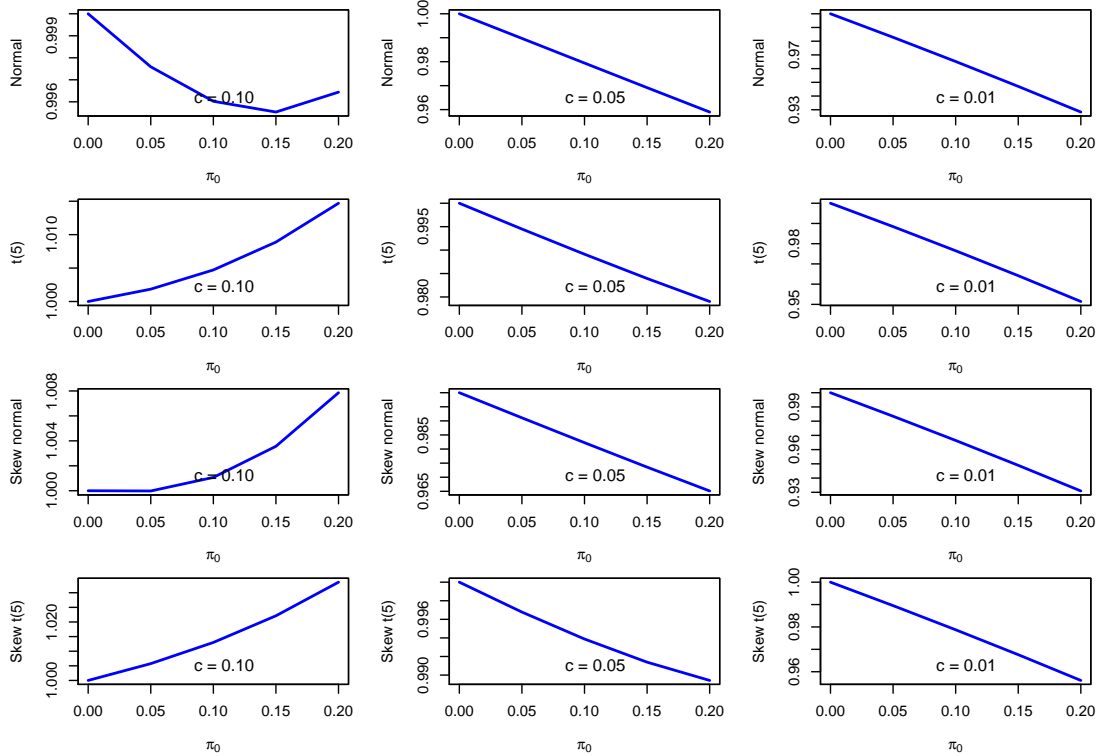 Normal
0.996 0.999
c = 0.10
0.00 0.05 0.10 0.15 0.20
π0
Normal
0.96 0.98 1.00
c = 0.05
0.00 0.05 0.10 0.15 0.20
π0
Normal
0.93 0.97
c = 0.01
0.00 0.05 0.10 0.15 0.20
π0
t(5)
1.000 1.010
c = 0.10
0.00 0.05 0.10 0.15 0.20
π0
t(5)
0.980 0.995
c = 0.05
0.00 0.05 0.10 0.15 0.20
π0
t(5)
0.95 0.98
c = 0.01
0.00 0.05 0.10 0.15 0.20
π0
Skew normal
1.000 1.004 1.008
c = 0.10
0.00 0.05 0.10 0.15 0.20
π0
Skew normal
0.965 0.985
c = 0.05
0.00 0.05 0.10 0.15 0.20
π0
Skew normal
0.93 0.96 0.99
c = 0.01
0.00 0.05 0.10 0.15 0.20
π0
Skew t(5)
1.000 1.020
c = 0.10
0.00 0.05 0.10 0.15 0.20
π0
Skew t(5)
0.990 0.996
c = 0.05
0.00 0.05 0.10 0.15 0.20
π0
Skew t(5)
0.96 0.98 1.00
c = 0.01
0.00 0.05 0.10 0.15 0.20
π0